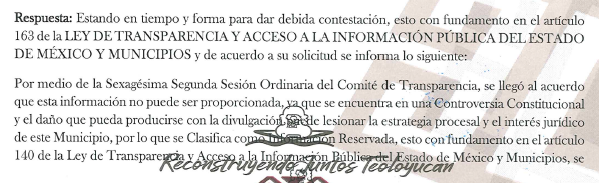 Respuesta: Estando en tiempo y forma para dar debida contestación, esto con fundamento en el artículo
163 de la LEY DE TRANSPARENCIA Y ACCESO A LA INFORMACIÓN PÚBLICA DEL ESTADO
DE MÉXICO Y MUNICIPIOS y de acuerdo a su solicitud se informa lo siguiente:
Por medio de la Sexagésima Segunda Sesión Ordinaria del Comité de Transparencia, se llegó al acuerdo
que esta información no puede ser proporcionada, ya que se encuentra en una Controversia Constitucional
y el daño que pueda producirse con la divulgación puede lesionar la estrategia procesal y el interés jurídico
de este Municipio, por lo que se Clasifica como Información Reservada, esto con fundamento en el artículo
140 de la Ley de Transparencia y Acceso a la Información Pública del Estado de México y Municipios, se
Reconstruyendo Juntos Teoloyucan